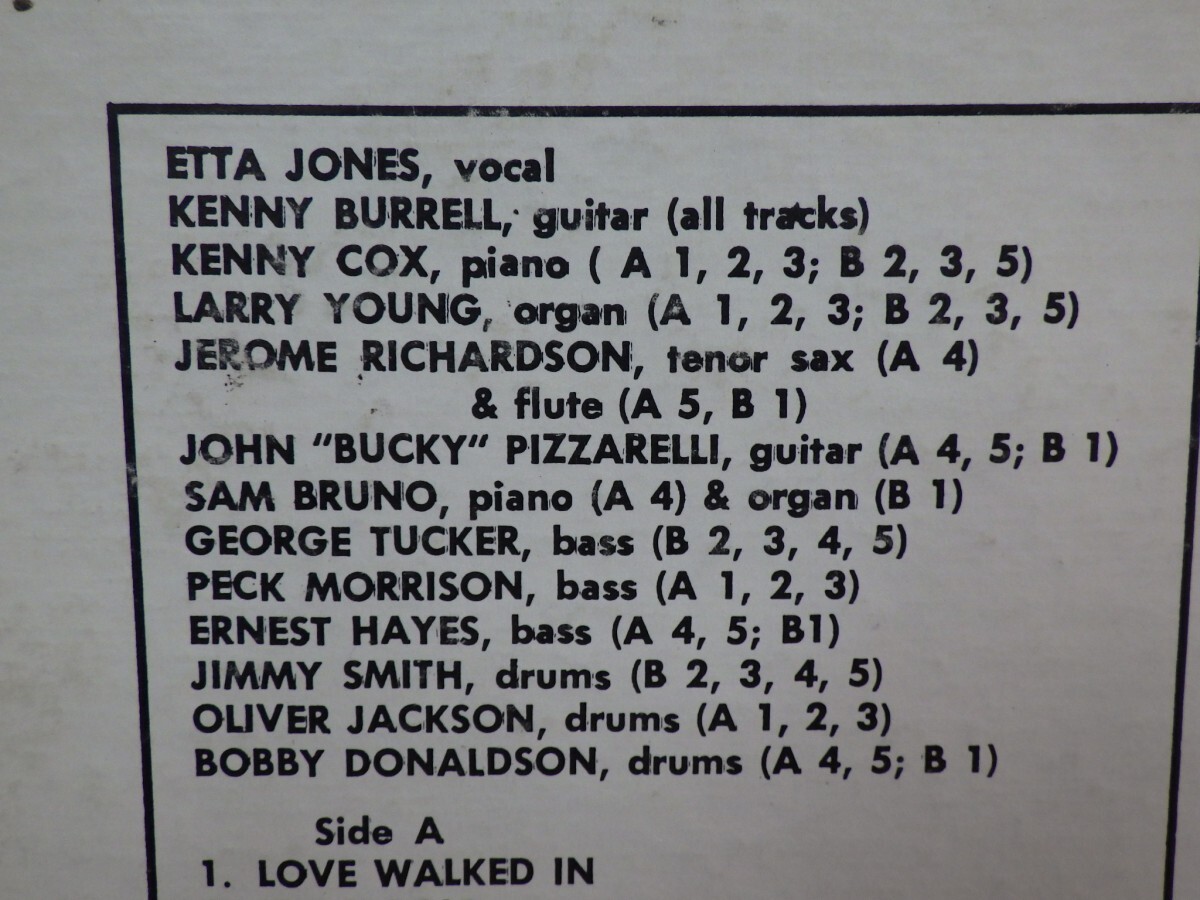 ETTA JONES, vocal
KENNY BURRELL, guitar (all tracks)
KENNY COX, piano ( A 1, 2, 3; B 2, 3, 5)
LARRY YOUNG, organ (A 1, 2, 3; B 2, 3, 5)
JEROME RICHARDSON, tenor sax (A 4)
& flute (A 5, B 1)
JOHN "BUCKY" PIZZARELLI, guitar (A 4, 5; B 1)
SAM BRUNO, piano (A 4) & organ (B 1)
GEORGE TUCKER, bass (B 2, 3, 4, 5)
PECK MORRISON, bass (A 1, 2, 3)
ERNEST HAYES, bass (A 4, 5; B1)
JIMMY SMITH, drums (B 2, 3, 4, 5)
OLIVER JACKSON, drums (A 1, 2, 3)
BOBBY DONALDSON, drums (A 4, 5; B 1)
Side A
1. LOVE WALKED IN